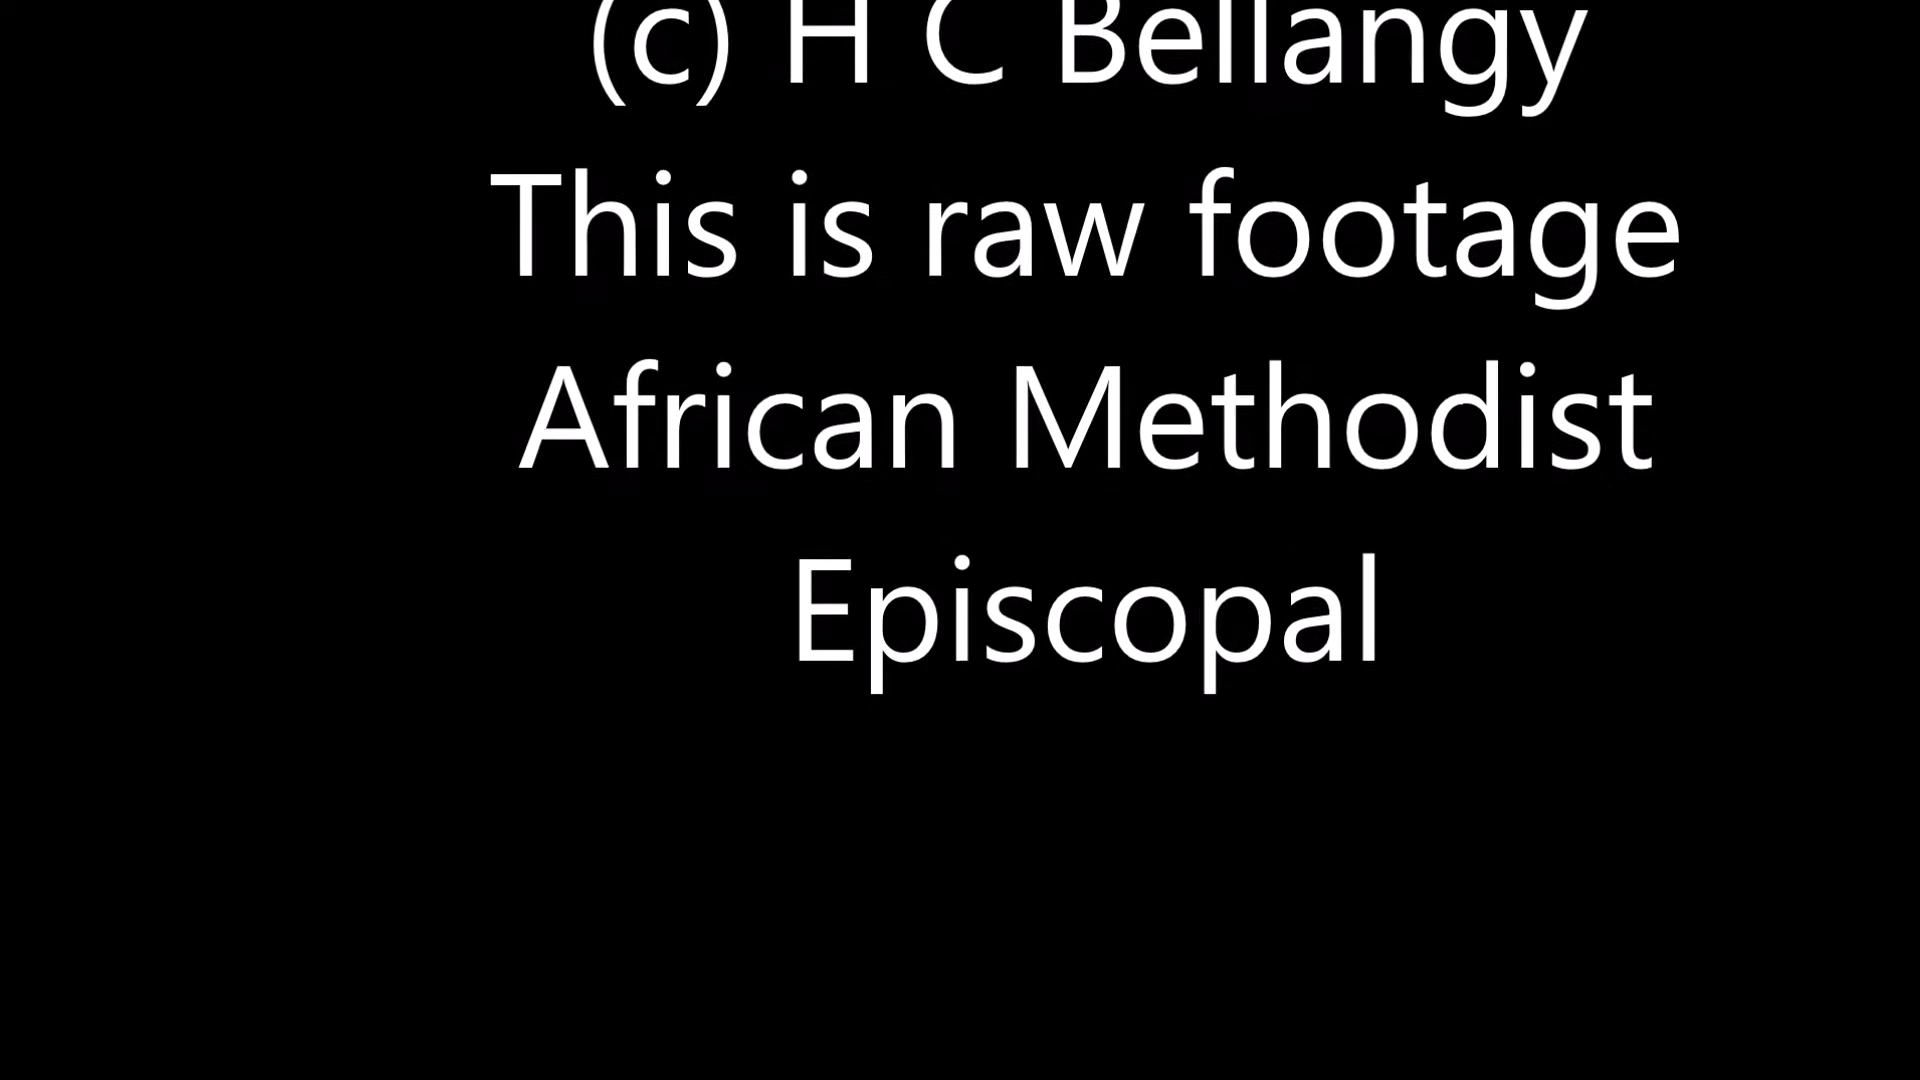 (c) H C Bellangy
This is raw footage
African Methodist
Episcopal